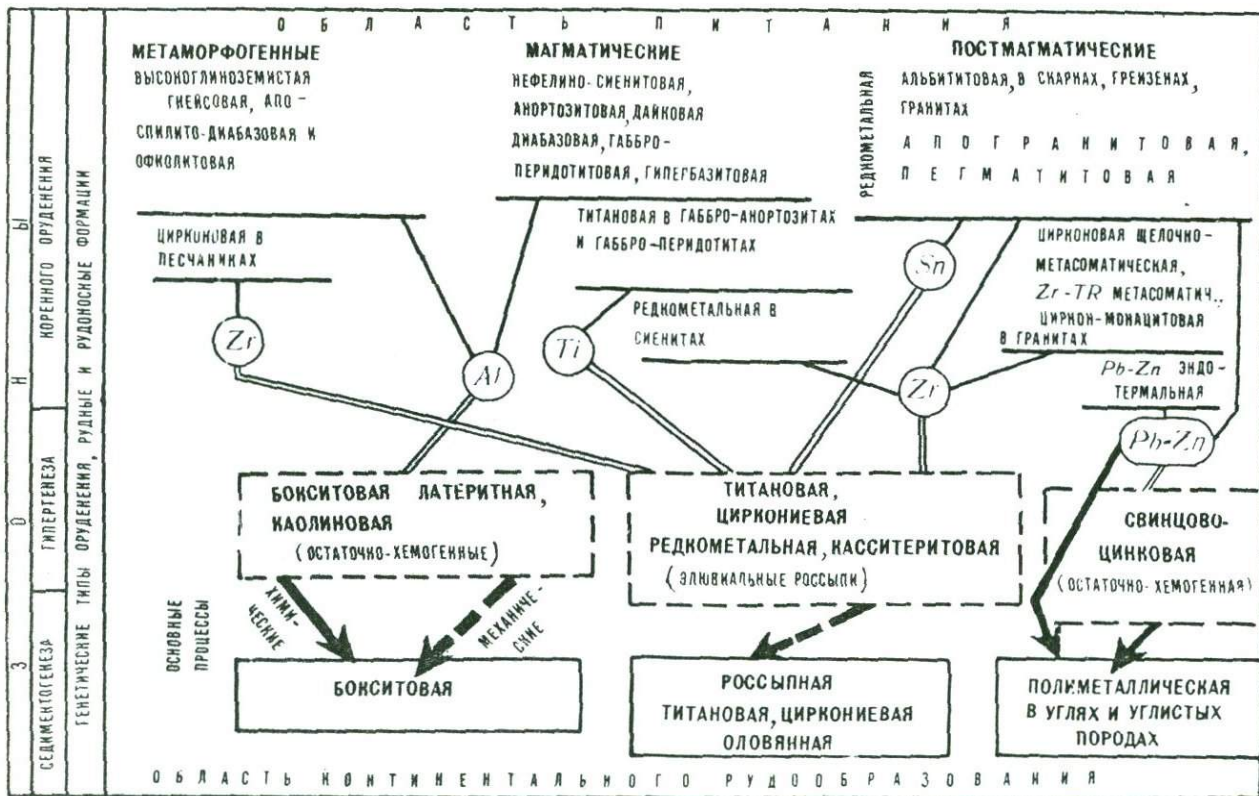 ОБЛАСТЬ ПИТАНИЯ
ЗОНЫ
КОРЕННОГО ОРУДЕНЕНИЯ
ГИПЕРГЕНЕЗА
СЕДИМЕНТОГЕНЕЗА
ГЕНЕТИЧЕСКИЕ ТИПЫ ОРУДЕНЕНИЯ, РУДНЫЕ И РУДОНОСНЫЕ ФОРМАЦИИ
МЕТАМОРФОГЕННЫЕ
ВЫСОКОГЛИНОЗЕМИСТАЯ
ГНЕЙСОВАЯ, АПО-
СПИЛИТО-ДИАБАЗОВАЯ И
ОФИОЛИТОВАЯ
ЦИРКОНОВАЯ В
ПЕСЧАНИКАХ
Zr
МАГМАТИЧЕСКИЕ
НЕФЕЛИНО-СИЕНИТОВАЯ,
АНОРТОЗИТОВАЯ, ДАЙКОВАЯ
ДИАБАЗОВАЯ, ГАББРО-
ПЕРИДОТИТОВАЯ, ГИПЕРБАЗИТОВАЯ
Al
ТИТАНОВАЯ В ГАББРО-АНОРТОЗИТАХ
И ГАББРО-ПЕРИДОТИТАХ
Ti
РЕДКОМЕТАЛЬНАЯ В
СИЕНИТАХ
ПОСТМАГМАТИЧЕСКИЕ
РЕДКОМЕТАЛЬНАЯ
АЛЬБИТИТОВАЯ, В СКАРНАХ, ГРЕЙЗЕНАХ,
ГРАНИТАХ
АПОГРАНИТОВАЯ,
ПЕГМАТИТОВАЯ
Sn
ЦИРКОНОВАЯ ЩЕЛОЧНО-
МЕТАСОМАТИЧЕСКАЯ,
Zr-TR МЕТАСОМАТИЧ.,
ЦИРКОН-МОНАЦИТОВАЯ
В ГРАНИТАХ
Zr
Pb-Zn ЭНДО-
ТЕРМАЛЬНАЯ
Pb-Zn
БОКСИТОВАЯ ЛАТЕРИТНАЯ,
КАОЛИНОВАЯ
(ОСТАТОЧНО-ХЕМОГЕННЫЕ)
ТИТАНОВАЯ,
ЦИРКОНИЕВАЯ
РЕДКОМЕТАЛЬНАЯ, КАССИТЕРИТОВАЯ
(ЭЛЮВИАЛЬНЫЕ РОССЫПИ)
СВИНЦОВО-
ЦИНКОВАЯ
(ОСТАТОЧНО-ХЕМОГЕННАЯ)
ОСНОВНЫЕ
ПРОЦЕССЫ
ХИМИ-
ЧЕСКИЕ
МЕХАНИЧЕ-
СКИЕ
БОКСИТОВАЯ
РОССЫПНАЯ
ТИТАНОВАЯ, ЦИРКОНИЕВАЯ
ОЛОВЯННАЯ
ПОЛИМЕТАЛЛИЧЕСКАЯ
В УГЛЯХ И УГЛИСТЫХ
ПОРОДАХ
ОБЛАСТЬ КОНТИНЕНТАЛЬНОГО РУДООБРАЗОВАНИЯ